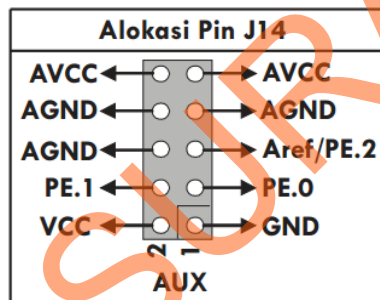 Alokasi Pin J14
AVCC AVCC
AGND AGND
AGND Aref/PE.2
PE.1 PE.0
VCC GND
2 1
AUX
SURA